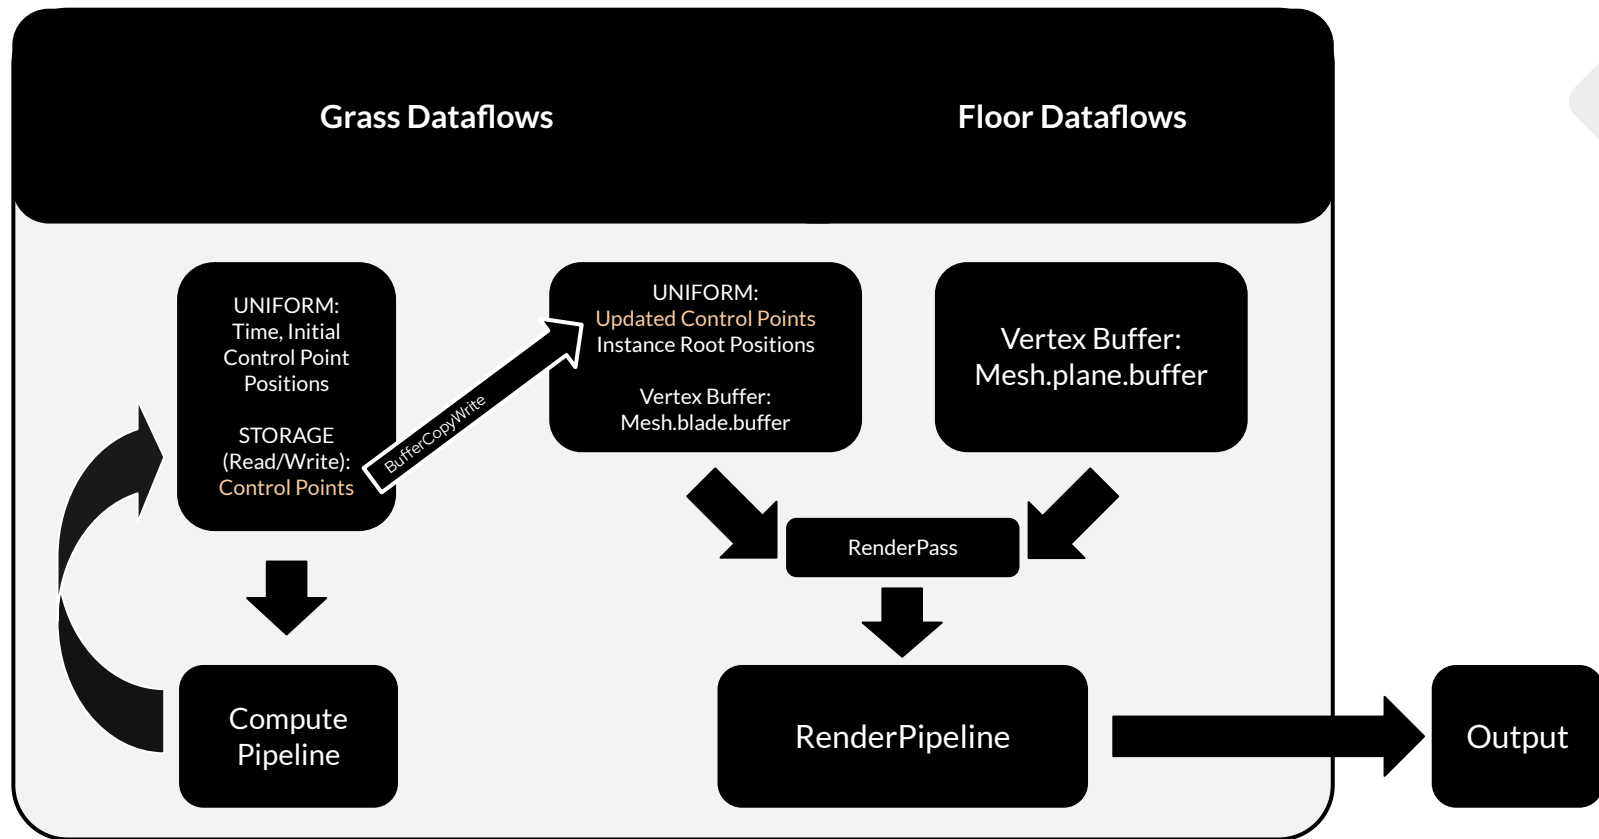 Grass Dataflows
Floor Dataflows
UNIFORM:
Time, Initial
Control Point
Positions
STORAGE
(Read/Write):
Control Points
BufferCopyWrite
UNIFORM:
Updated Control Points
Instance Root Positions
Vertex Buffer:
Mesh.blade.buffer
Vertex Buffer:
Mesh.plane.buffer
RenderPass
Compute
Pipeline
RenderPipeline
Output